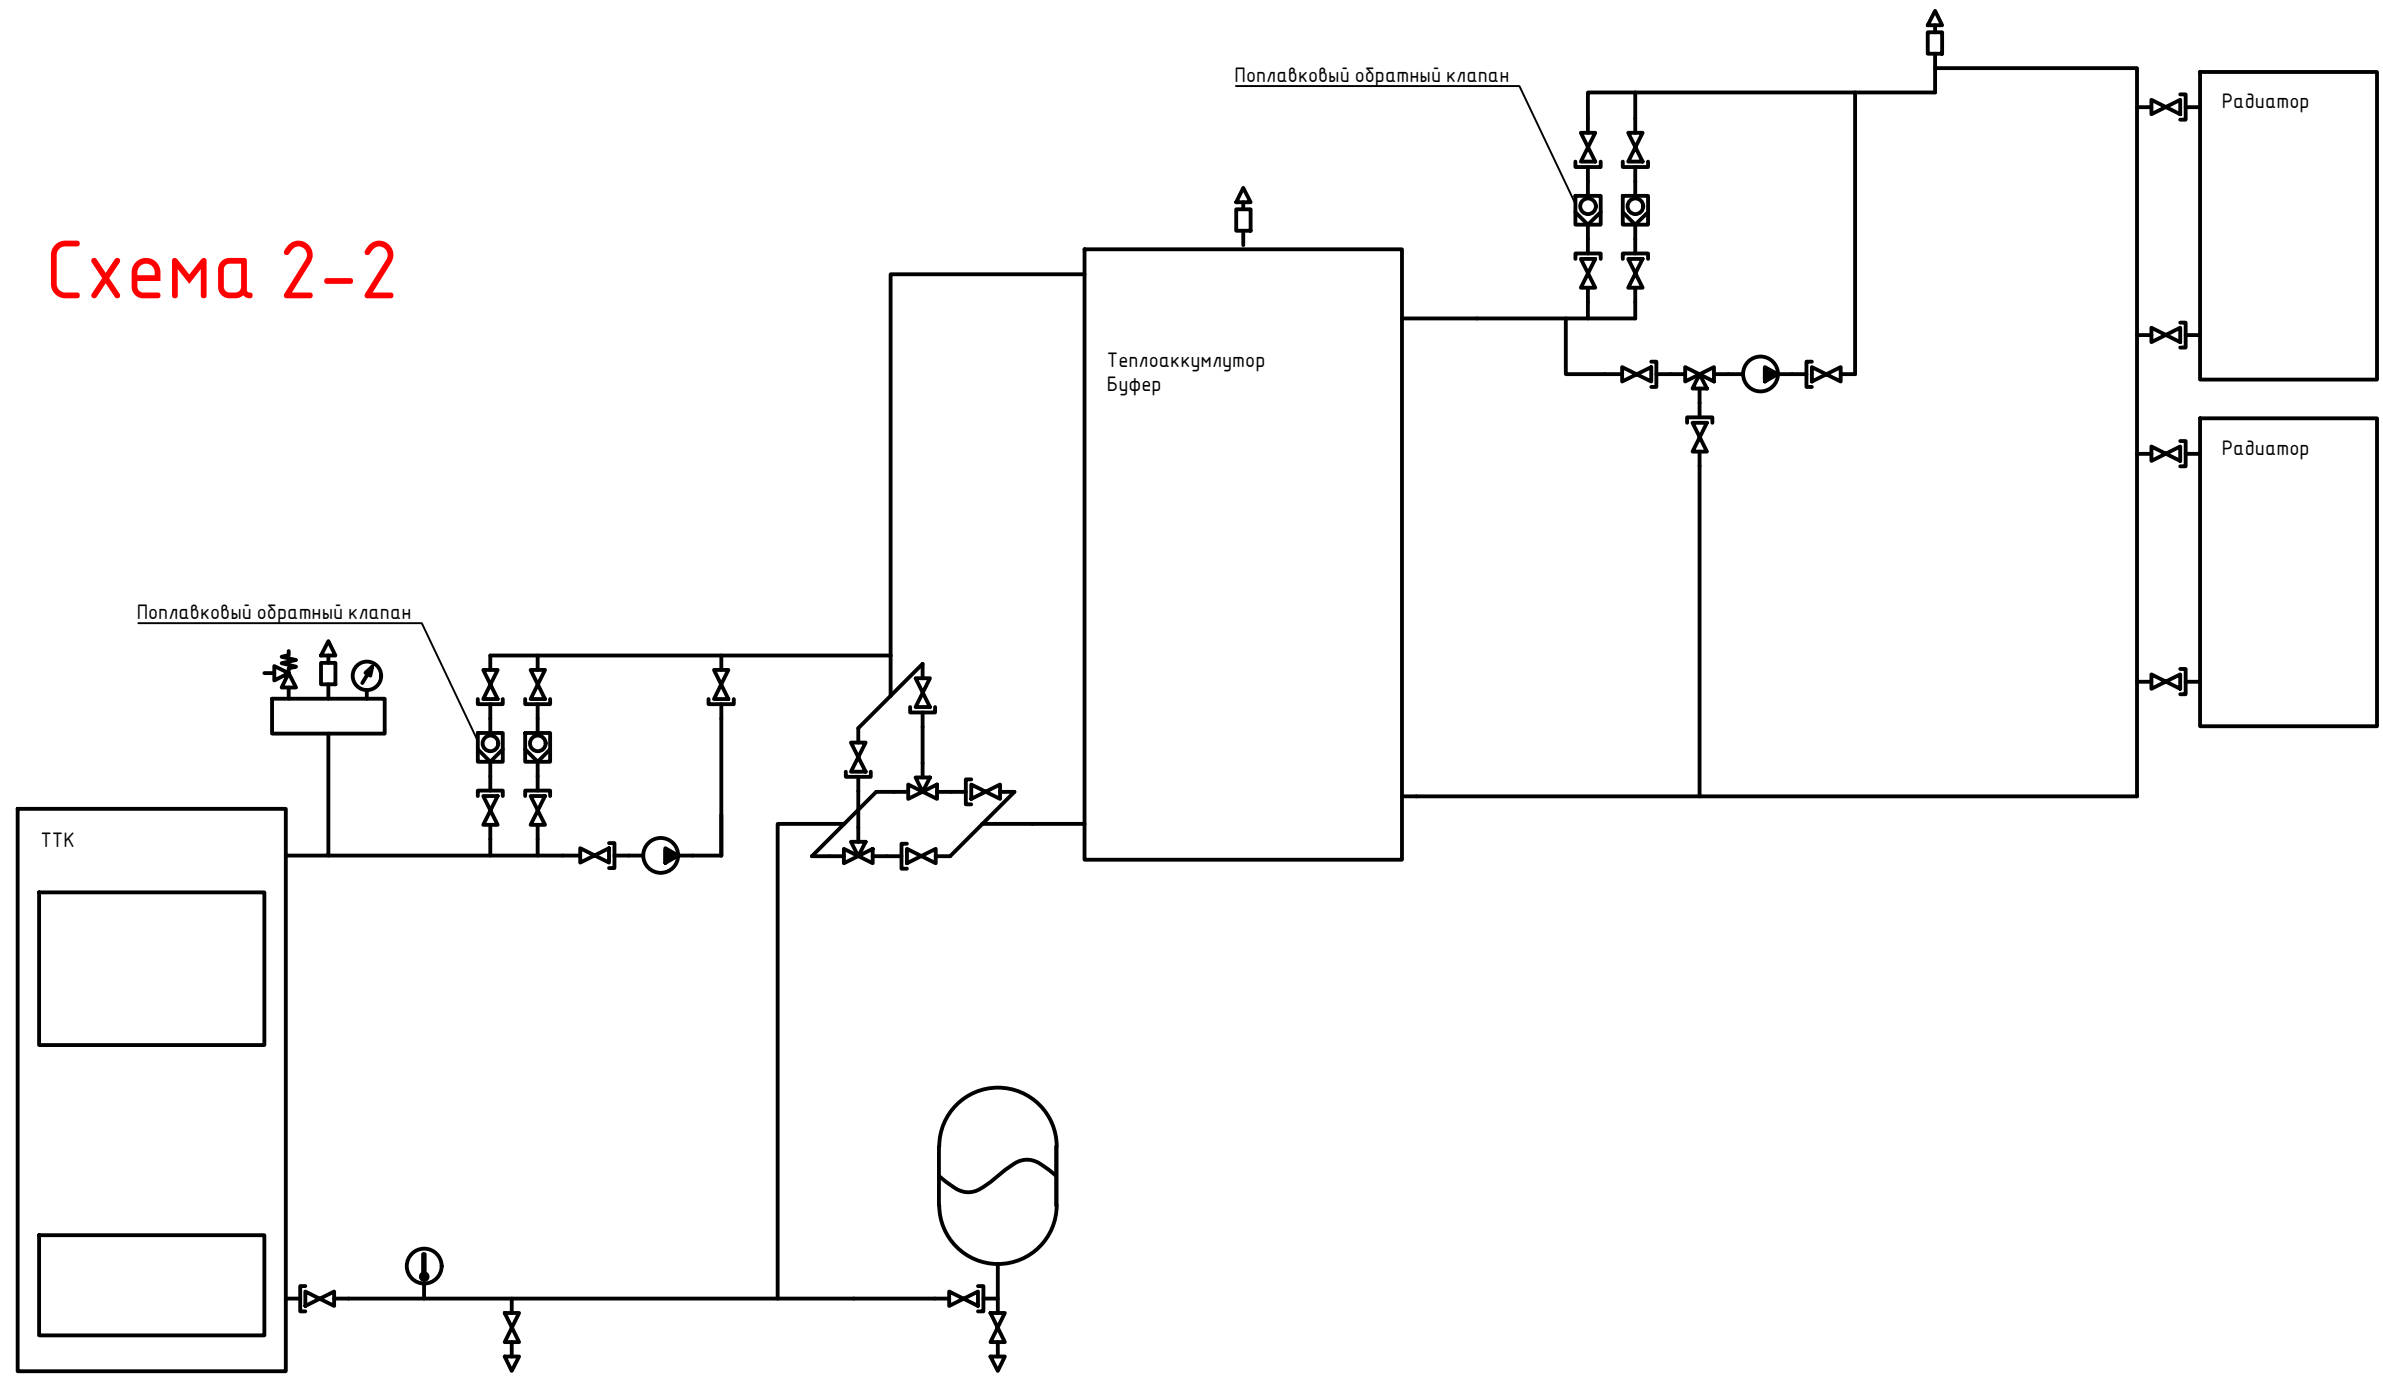 Поплавковый обратный клапан
Радиатор
Схема 2-2
Теплоаккумлутор
Буфер
Радиатор
Поплавковый обратный клапан
ТТК